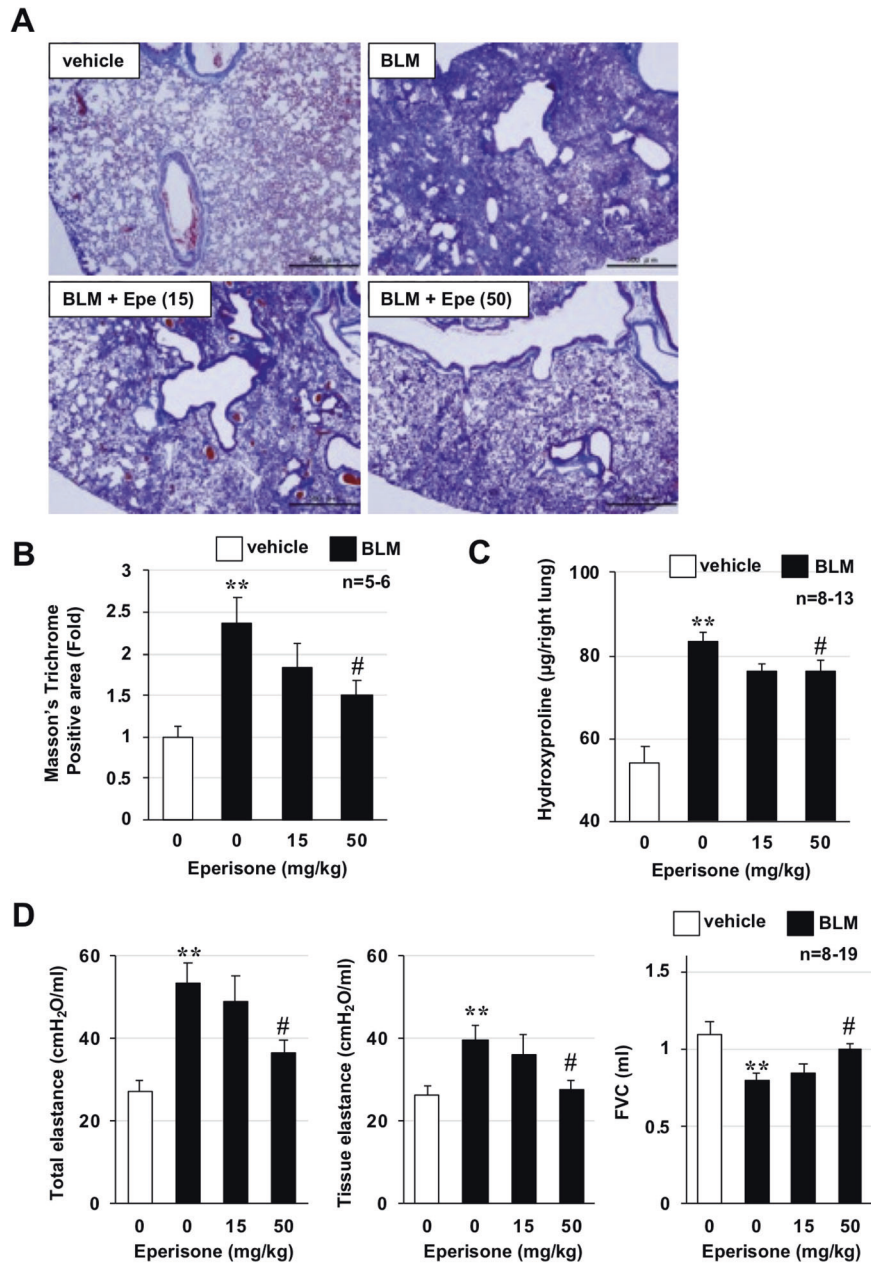 A
vehicle
BLM
500 μm
BLM + Epe (15)
BLM + Epe (50)
B
vehicle
BLM
n=5-6
Masson's Trichrome
Positive area (Fold)
3
2.5
2
1.5
1
0.5
0
**
#
0
0
15
50
Eperisone (mg/kg)
C
vehicle
BLM
n=8-13
Hydroxyproline (μg/right lung)
100
80
60
40
**
#
0
0
15
50
Eperisone (mg/kg)
D
Total elastance (cmH₂O/ml)
60
40
20
0
**
#
0
0
15
50
Eperisone (mg/kg)
Tissue elastance (cmH₂O/ml)
60
40
20
0
**
#
0
0
15
50
Eperisone (mg/kg)
vehicle
BLM
n=8-19
FVC (ml)
1.5
1
0.5
0
**
#
0
0
15
50
Eperisone (mg/kg)